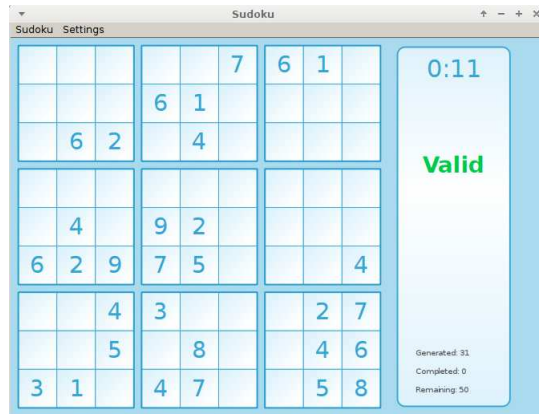 Sudoku
Sudoku Settings
7 6 1
6 1
6 2 4
4 9 2
6 2 9 7 5 4
4 3 2 7
5 8 4 6
3 1 4 7 5 8
0:11
Valid
Generated: 31
Completed: 0
Remaining: 50